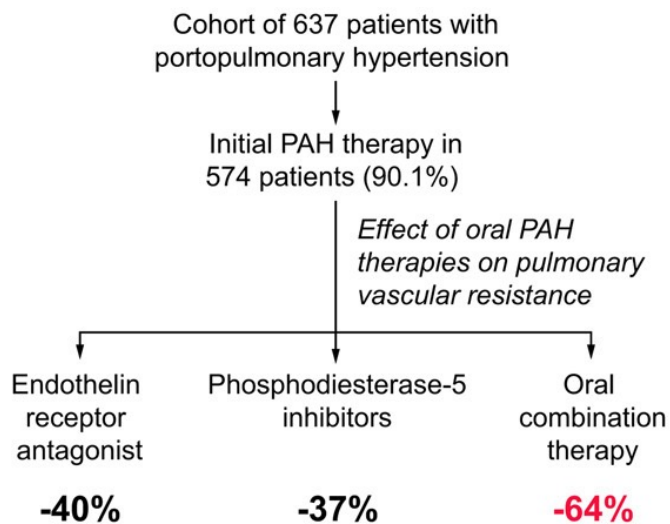 Cohort of 637 patients with
portopulmonary hypertension
Initial PAH therapy in
574 patients (90.1%)
Effect of oral PAH
therapies on pulmonary
vascular resistance
Endothelin
receptor
antagonist
-40%
Phosphodiesterase-5
inhibitors
-37%
Oral
combination
therapy
-64%